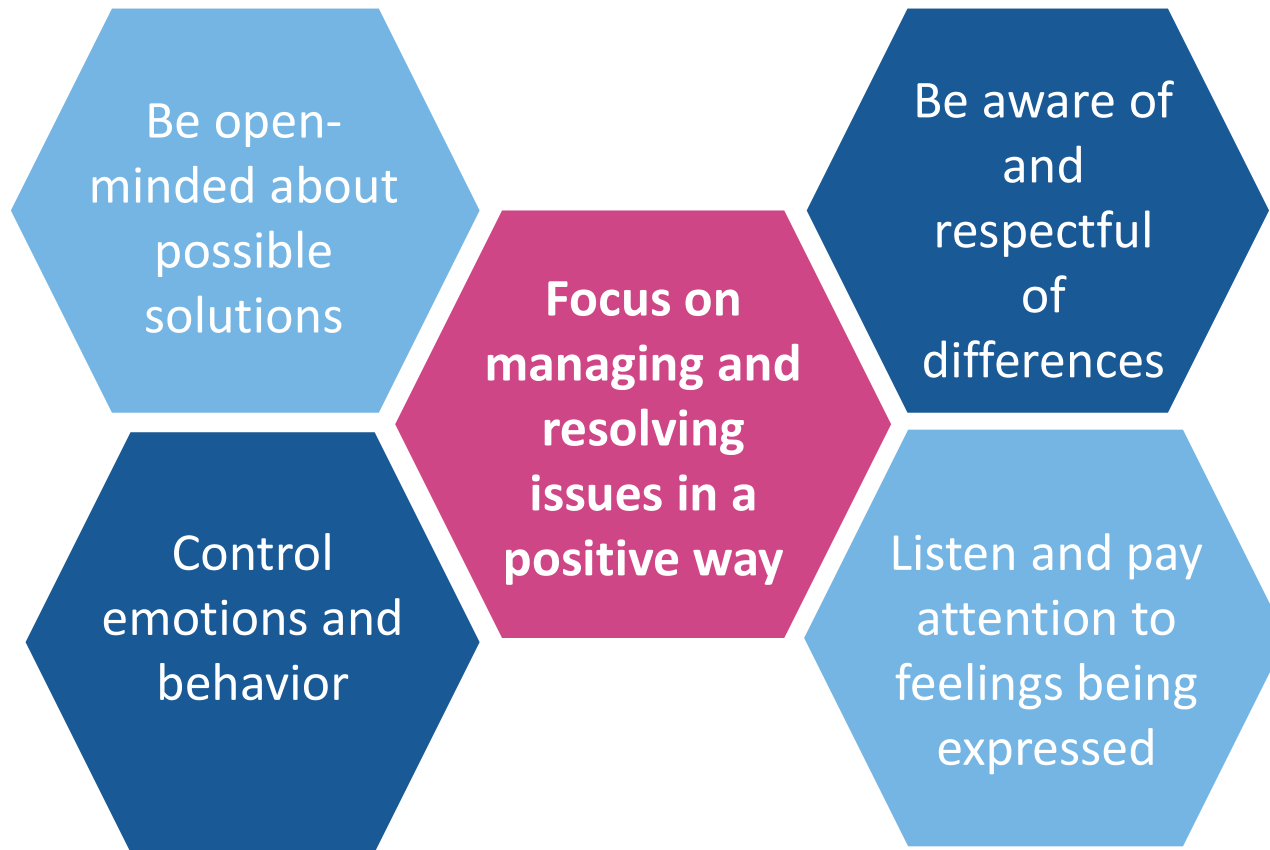 Be open-
minded about
possible
solutions
Be aware of
and
respectful
of
differences
Focus on
managing and
resolving
issues in a
positive way
Control
emotions and
behavior
Listen and pay
attention to
feelings being
expressed